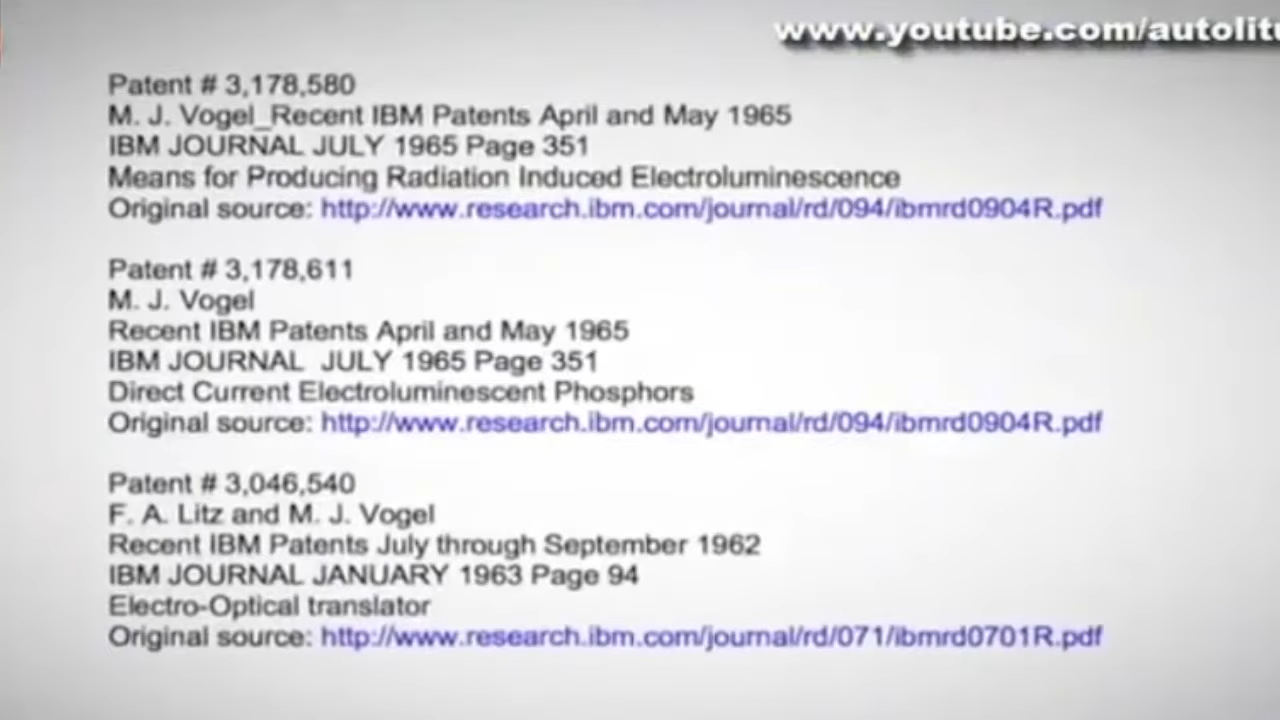 www.youtube.com/autolitu
Patent # 3,178,580
M. J. Vogel_Recent IBM Patents April and May 1965
IBM JOURNAL JULY 1965 Page 351
Means for Producing Radiation Induced Electroluminescence
Original source: http://www.research.ibm.com/journal/rd/094/ibmrd0904R.pdf
Patent # 3,178,611
M. J. Vogel
Recent IBM Patents April and May 1965
IBM JOURNAL  JULY 1965 Page 351
Direct Current Electroluminescent Phosphors
Original source: http://www.research.ibm.com/journal/rd/094/ibmrd0904R.pdf
Patent # 3,046,540
F. A. Litz and M. J. Vogel
Recent IBM Patents July through September 1962
IBM JOURNAL JANUARY 1963 Page 94
Electro-Optical translator
Original source: http://www.research.ibm.com/journal/rd/071/ibmrd0701R.pdf